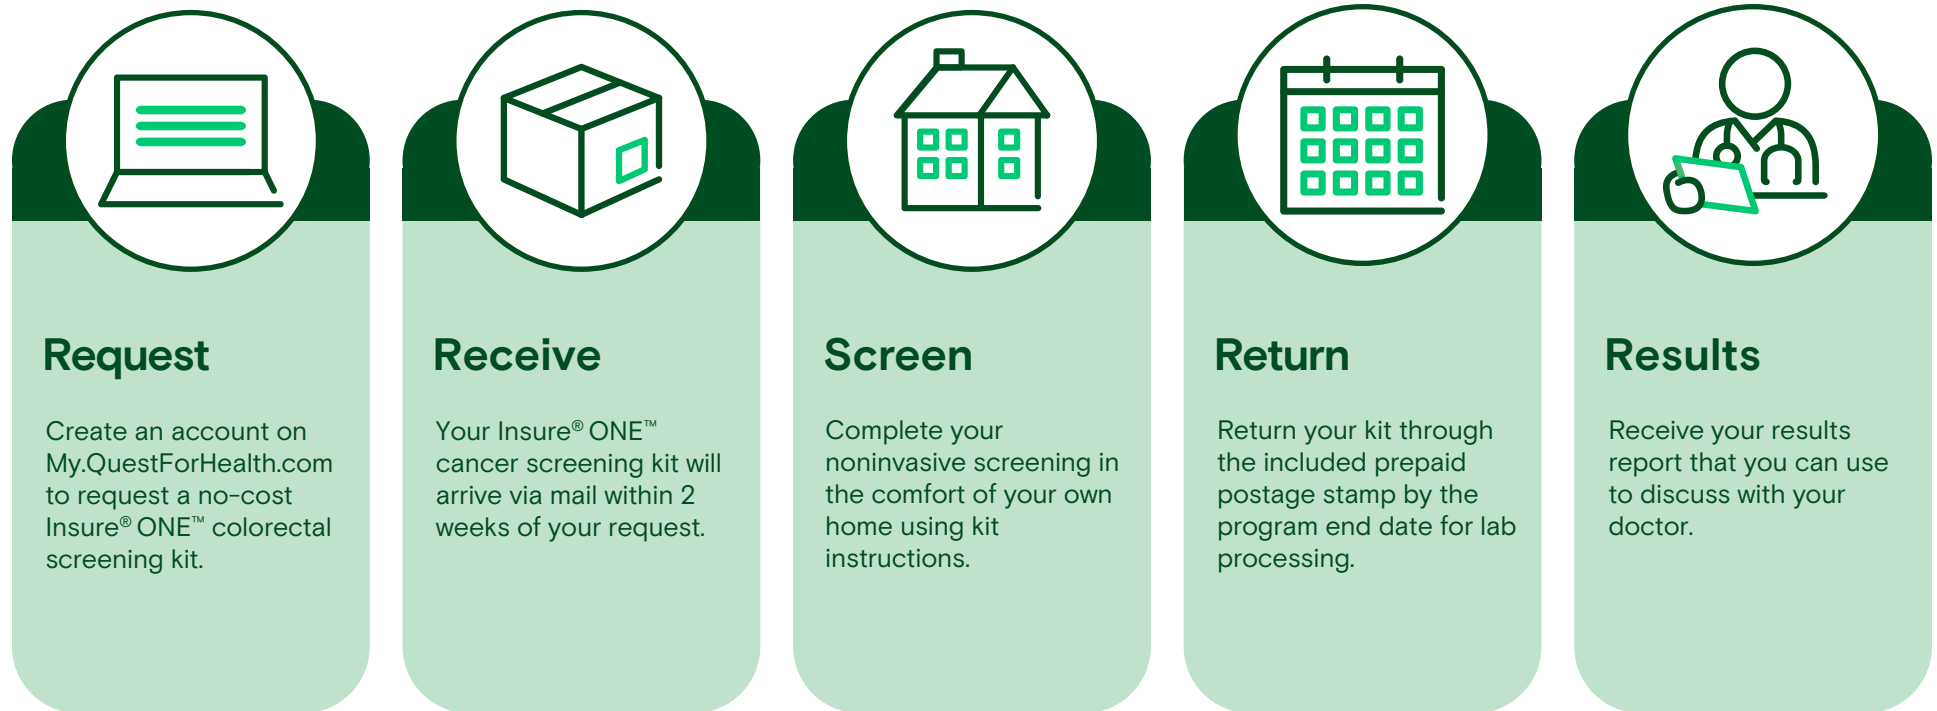 Request
Create an account on
My.QuestForHealth.com
to request a no-cost
Insure® ONE™ colorectal
screening kit.
Receive
Your Insure® ONE™
cancer screening kit will
arrive via mail within 2
weeks of your request.
Screen
Complete your
noninvasive screening in
the comfort of your own
home using kit
instructions.
Return
Return your kit through
the included prepaid
postage stamp by the
program end date for lab
processing.
Results
Receive your results
report that you can use
to discuss with your
doctor.